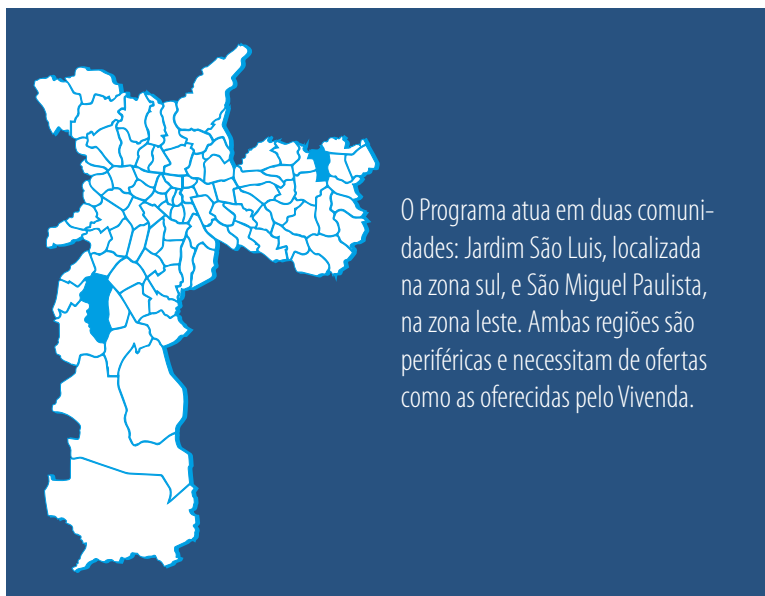 O Programa atua em duas comuni-
dades: Jardim São Luis, localizada
na zona sul, e São Miguel Paulista,
na zona leste. Ambas regiões são
periféricas e necessitam de ofertas
como as oferecidas pelo Vivenda.